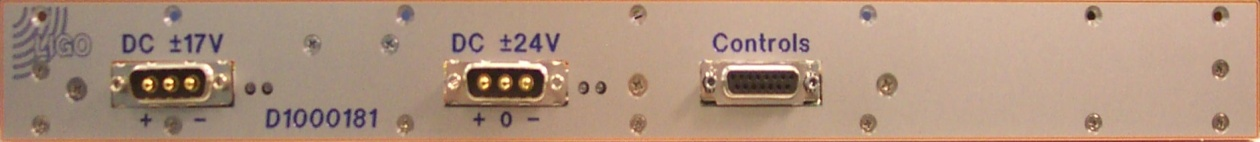 LIGO
DC ±17V
DC ±24V
Controls
+ -
D1000181
+ 0 -